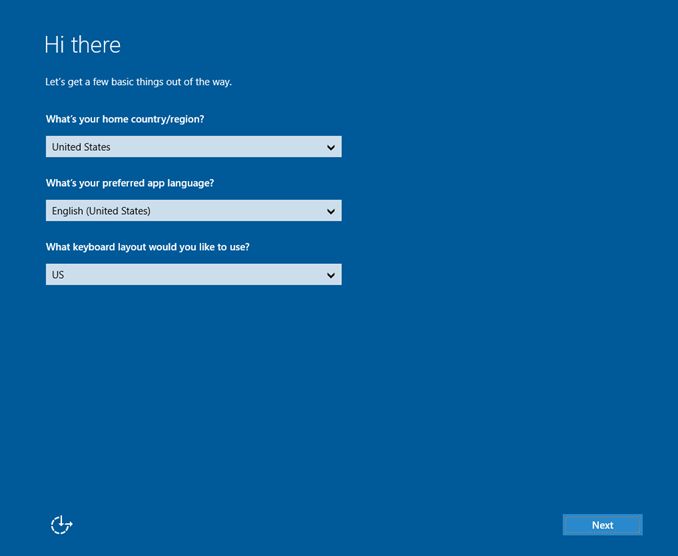 Hi there
Let's get a few basic things out of the way.
What's your home country/region?
United States
What's your preferred app language?
English (United States)
What keyboard layout would you like to use?
US
Next